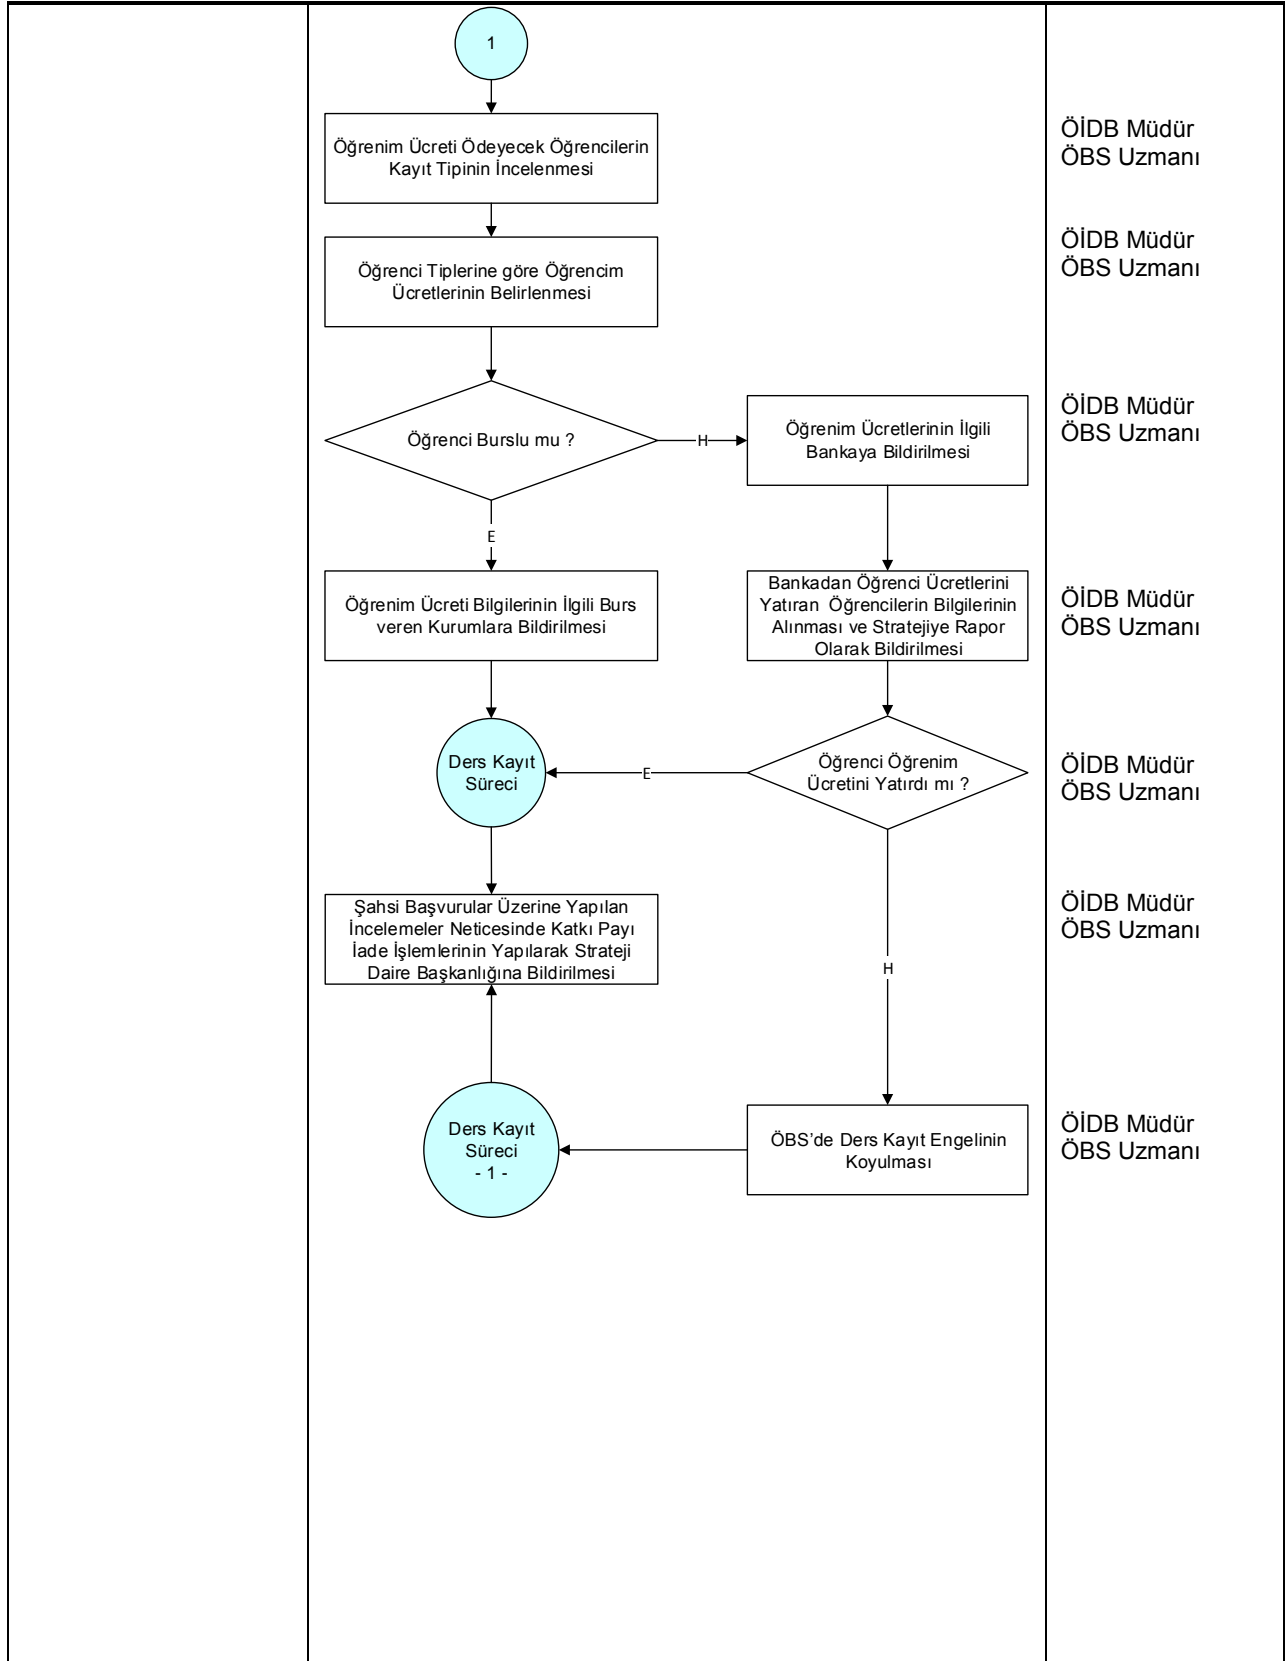 1
Öğrenim Ücreti Ödeyecek Öğrencilerin
Kayıt Tipinin İncelenmesi
ÖİDB Müdür
ÖBS Uzmanı
Öğrenci Tiplerine göre Öğrencim
Ücretlerinin Belirlenmesi
ÖİDB Müdür
ÖBS Uzmanı
Öğrenci Burslu mu ?
H
Öğrenim Ücretlerinin İlgili
Bankaya Bildirilmesi
ÖİDB Müdür
ÖBS Uzmanı
E
Öğrenim Ücreti Bilgilerinin İlgili Burs
veren Kurumlara Bildirilmesi
Bankadan Öğrenci Ücretlerini
Yatıran Öğrencilerin Bilgilerinin
Alınması ve Stratejiye Rapor
Olarak Bildirilmesi
ÖİDB Müdür
ÖBS Uzmanı
Ders Kayıt
Süreci
E
Öğrenci Öğrenim
Ücretini Yatırdı mı ?
ÖİDB Müdür
ÖBS Uzmanı
Şahsi Başvurular Üzerine Yapılan
İncelemeler Neticesinde Katkı Payı
İade İşlemlerinin Yapılarak Strateji
Daire Başkanlığına Bildirilmesi
ÖİDB Müdür
ÖBS Uzmanı
H
Ders Kayıt
Süreci
- 1 -
ÖBS’de Ders Kayıt Engelinin
Koyulması
ÖİDB Müdür
ÖBS Uzmanı